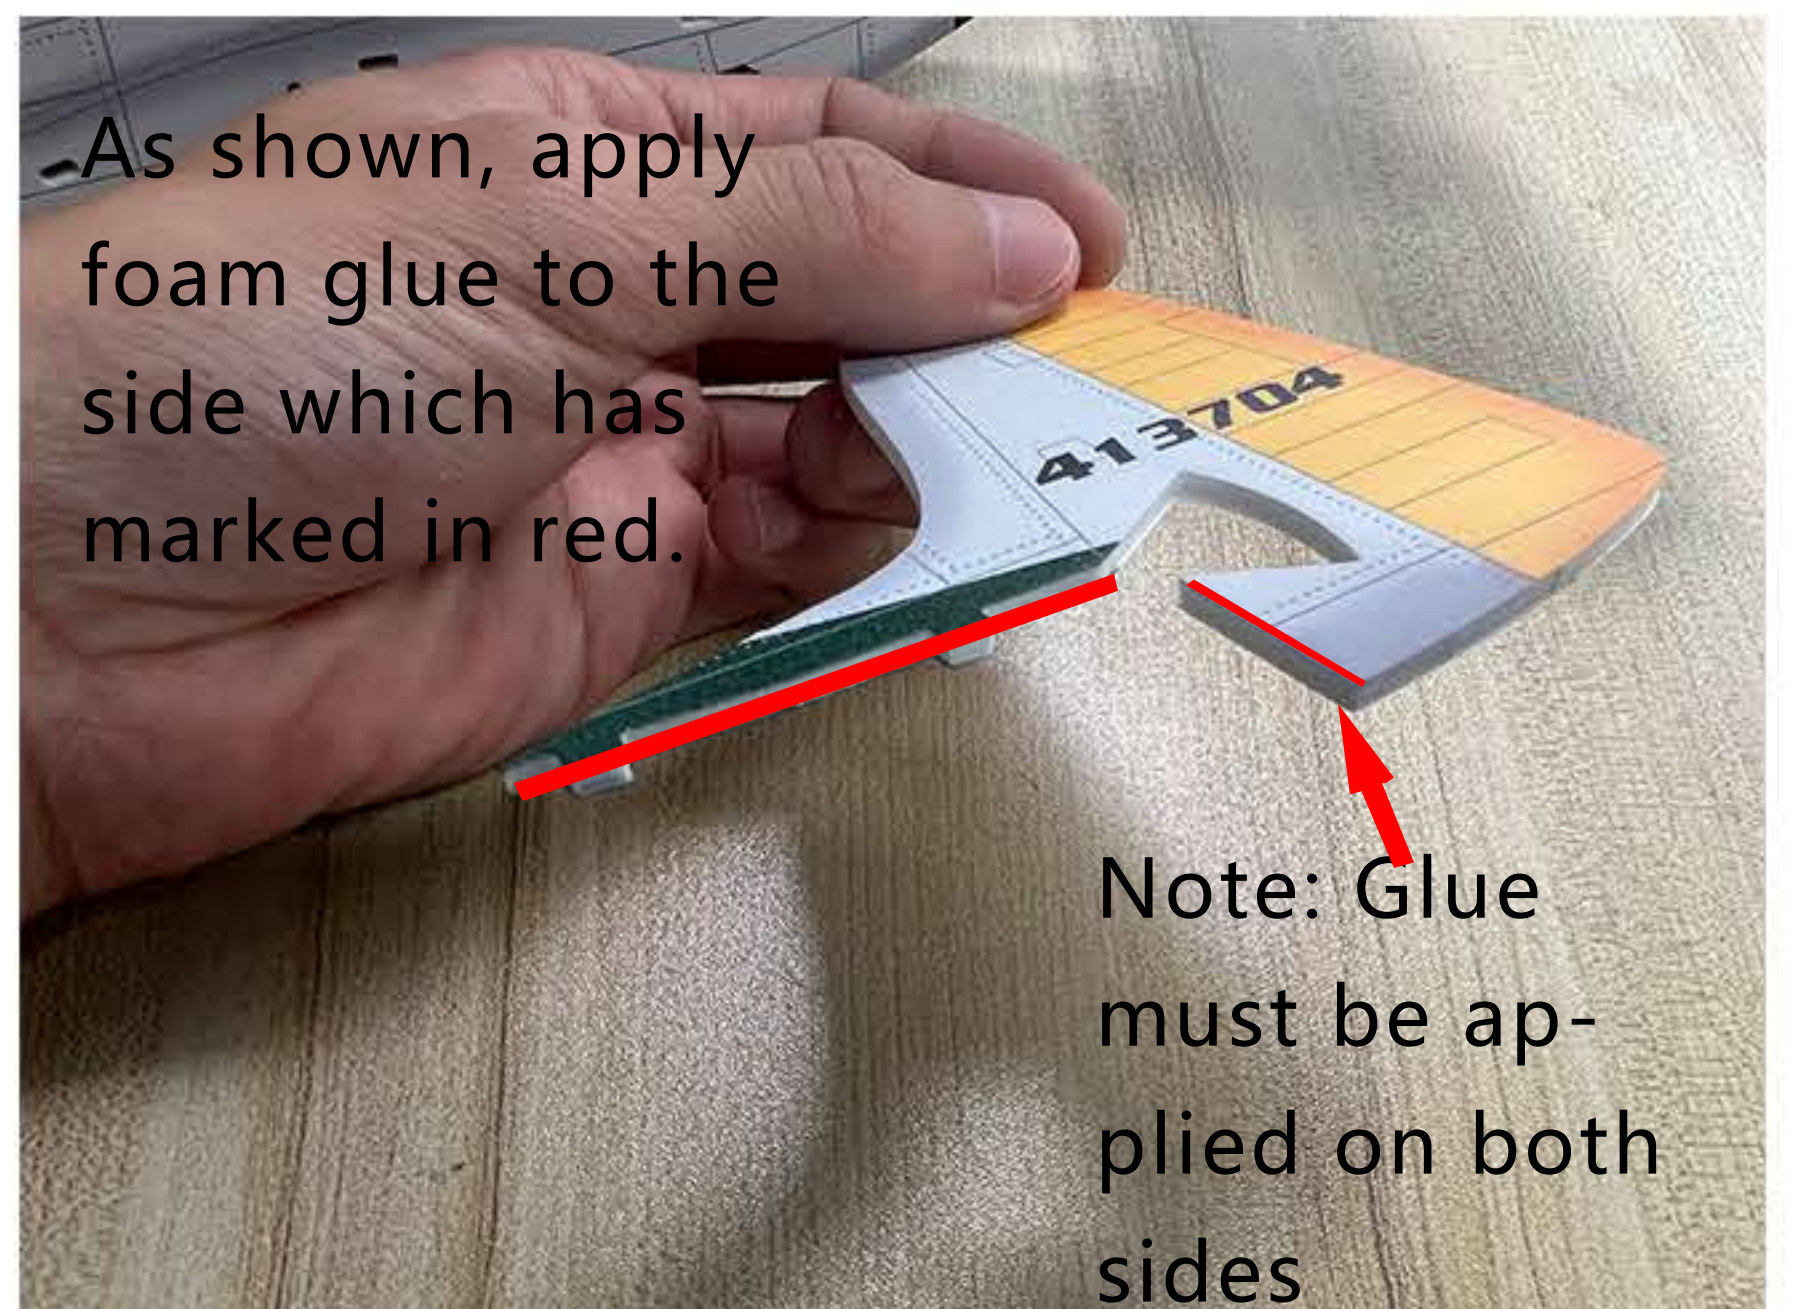 As shown, apply
foam glue to the
side which has
marked in red.
413704
Note: Glue
must be ap-
plied on both
sides